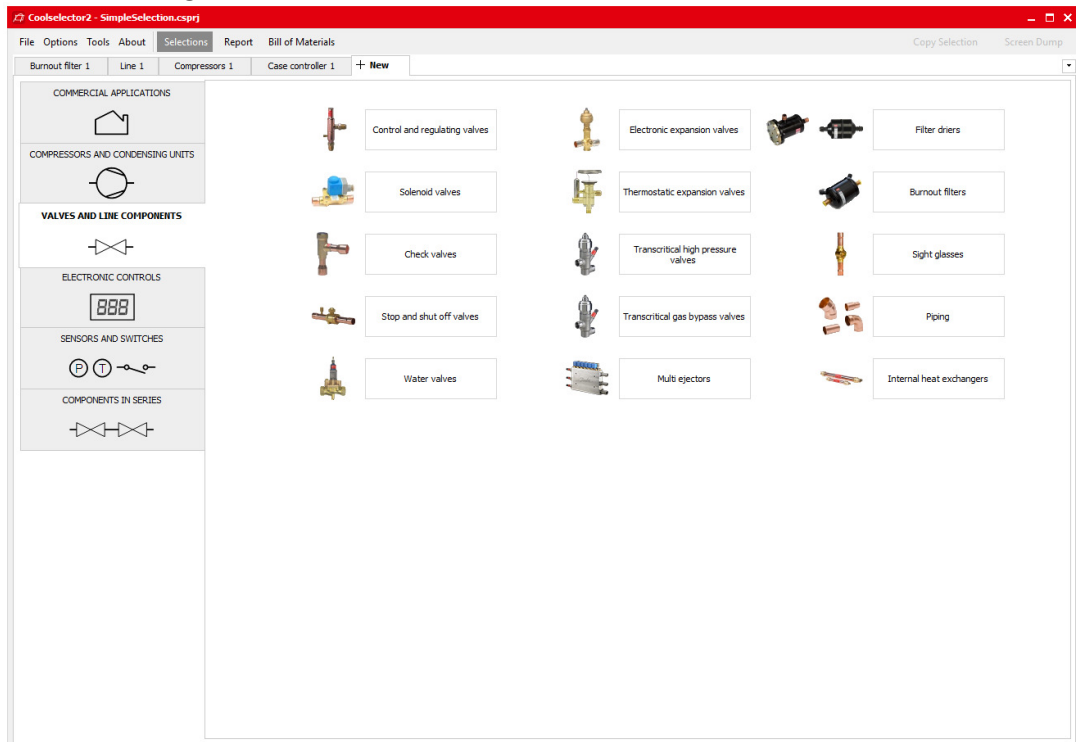 Coolselector2 - SimpleSelection.csprj
File Options Tools About Selections Report Bill of Materials Copy Selection Screen Dump
Burnout filter 1 Line 1 Compressors 1 Case controller 1 + New
COMMERCIAL APPLICATIONS
COMPRESSORS AND CONDENSING UNITS
VALVES AND LINE COMPONENTS
ELECTRONIC CONTROLS
888
SENSORS AND SWITCHES
P T
COMPONENTS IN SERIES
Control and regulating valves
Electronic expansion valves
Filter driers
Solenoid valves
Thermostatic expansion valves
Burnout filters
Check valves
Transcritical high pressure
valves
Sight glasses
Stop and shut off valves
Transcritical gas bypass valves
Piping
Water valves
Multi ejectors
Internal heat exchangers